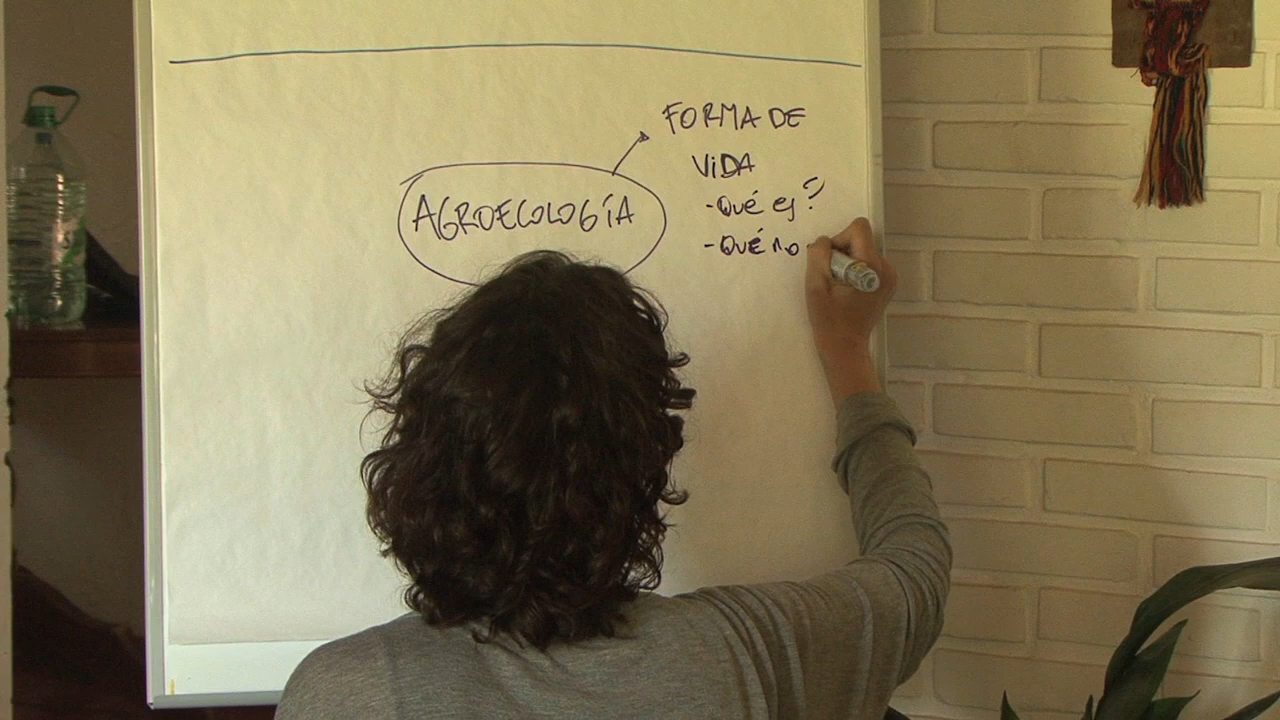 FORMA DE
VIDA
AGROECOLOGÍA
- Qué es?
- Qué no